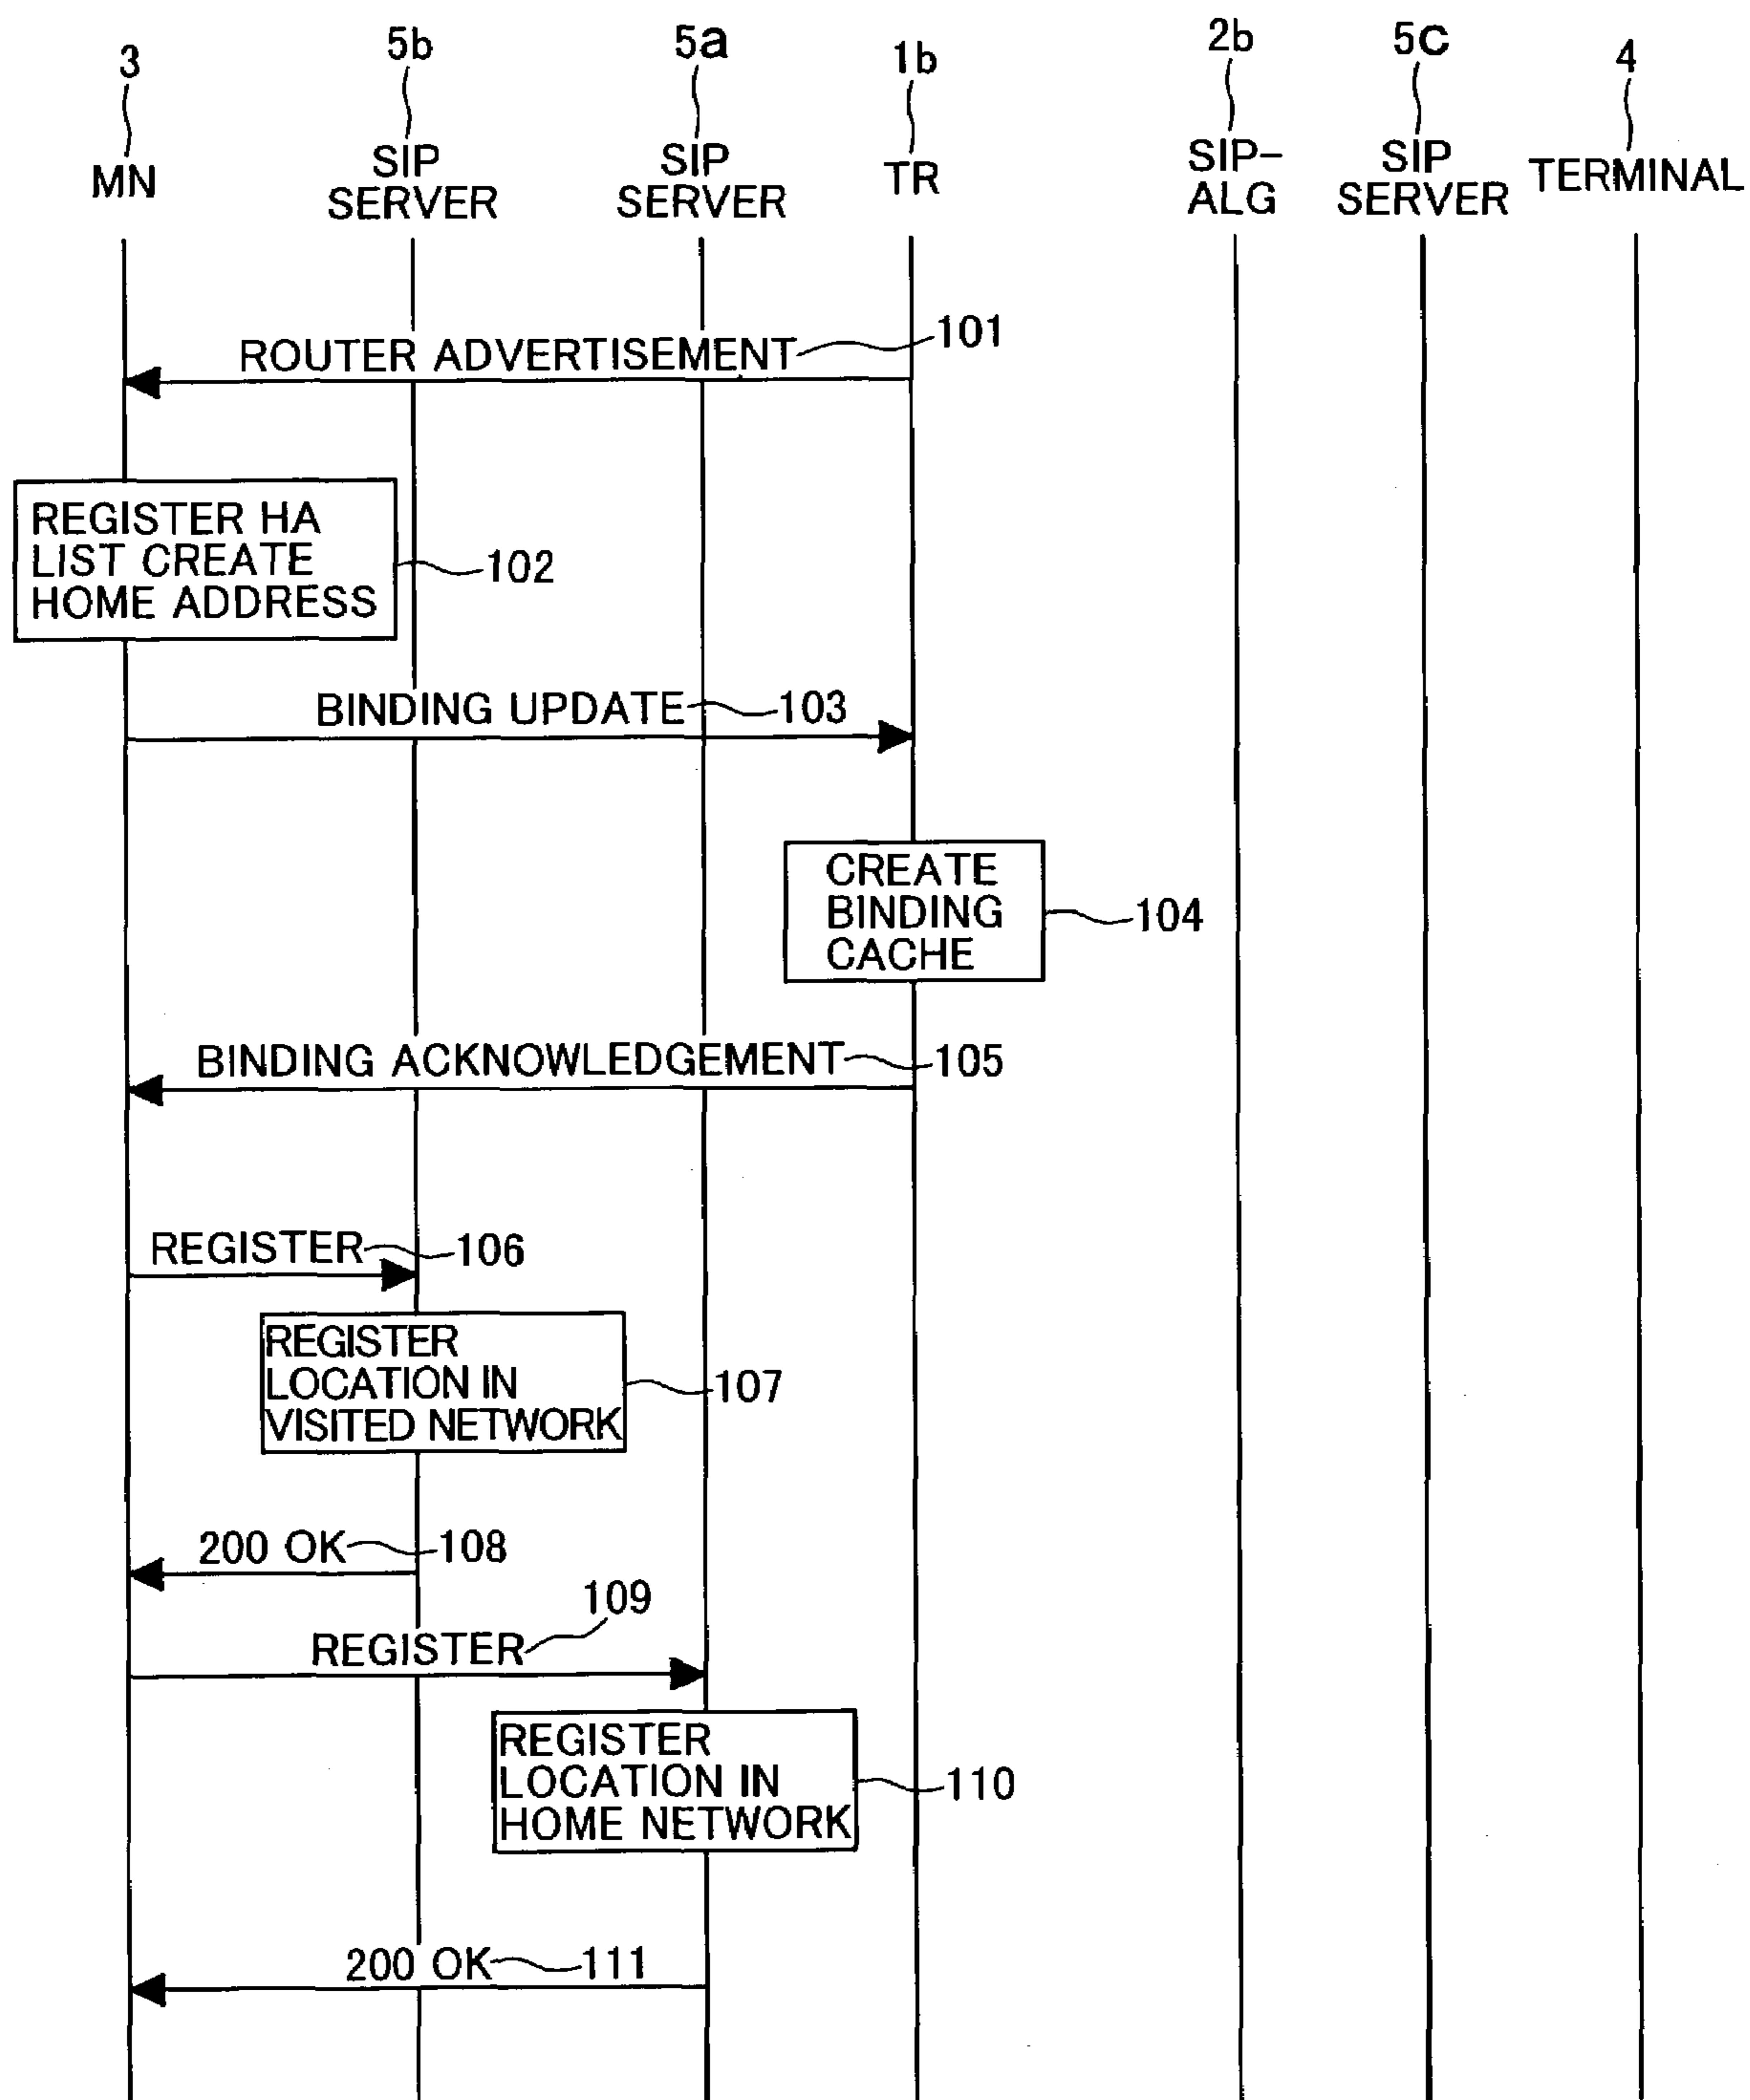 3
5b
5a
1b
2b
5c
4
MN
SIP
SERVER
SIP
SERVER
TR
SIP-
ALG
SIP
SERVER
TERMINAL
ROUTER ADVERTISEMENT
101
REGISTER HA
LIST CREATE
HOME ADDRESS
102
BINDING UPDATE
103
CREATE
BINDING
CACHE
104
BINDING ACKNOWLEDGEMENT
105
REGISTER
106
REGISTER
LOCATION IN
VISITED NETWORK
107
200 OK
108
109
REGISTER
REGISTER
LOCATION IN
HOME NETWORK
110
200 OK
111